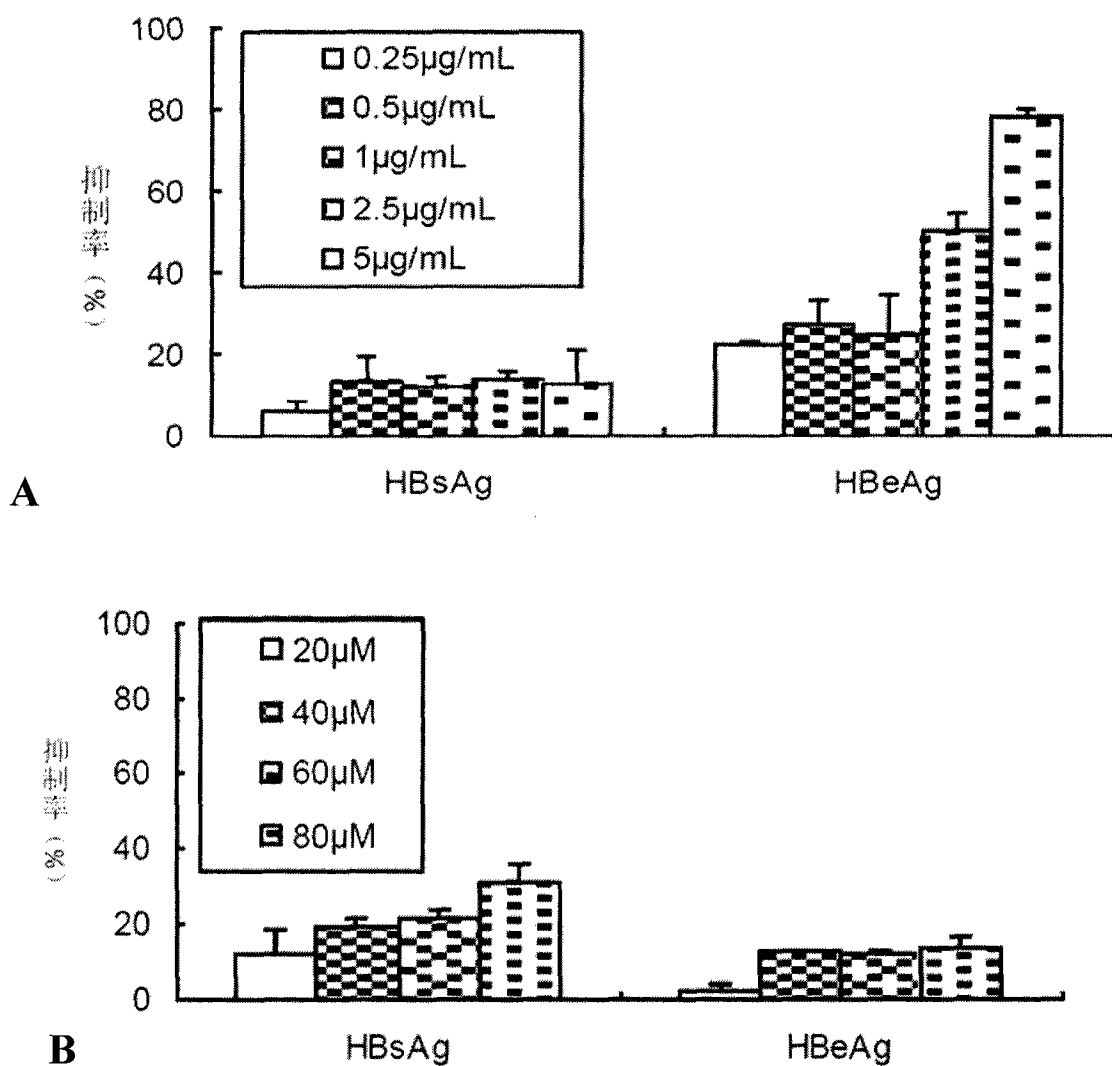 100
80
60
40
20
0
抑制率（%）
0.25µg/mL
0.5µg/mL
1µg/mL
2.5µg/mL
5µg/mL
HBsAg HBeAg
A
100
80
60
40
20
0
抑制率（%）
20µM
40µM
60µM
80µM
HBsAg HBeAg
B